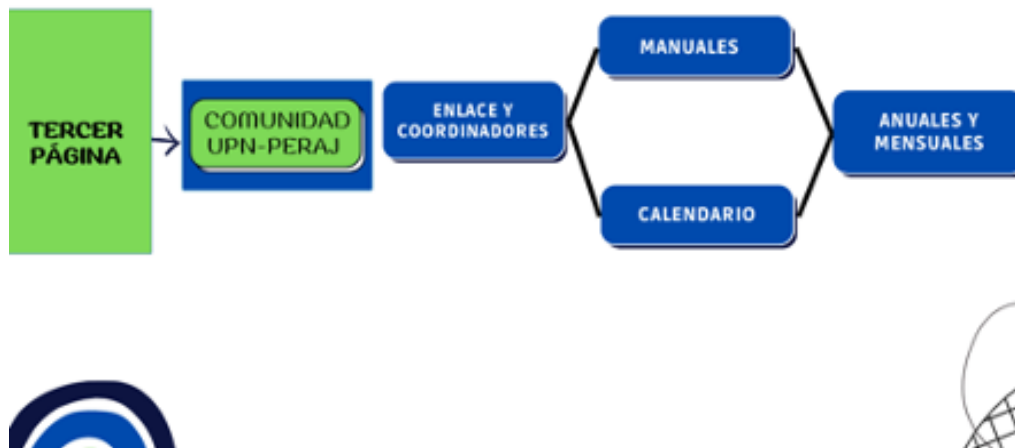 TERCER
PÁGINA
COMUNIDAD
UPN-PERAJ
ENLACE Y
COORDINADORES
MANUALES
CALENDARIO
ANUALES Y
MENSUALES